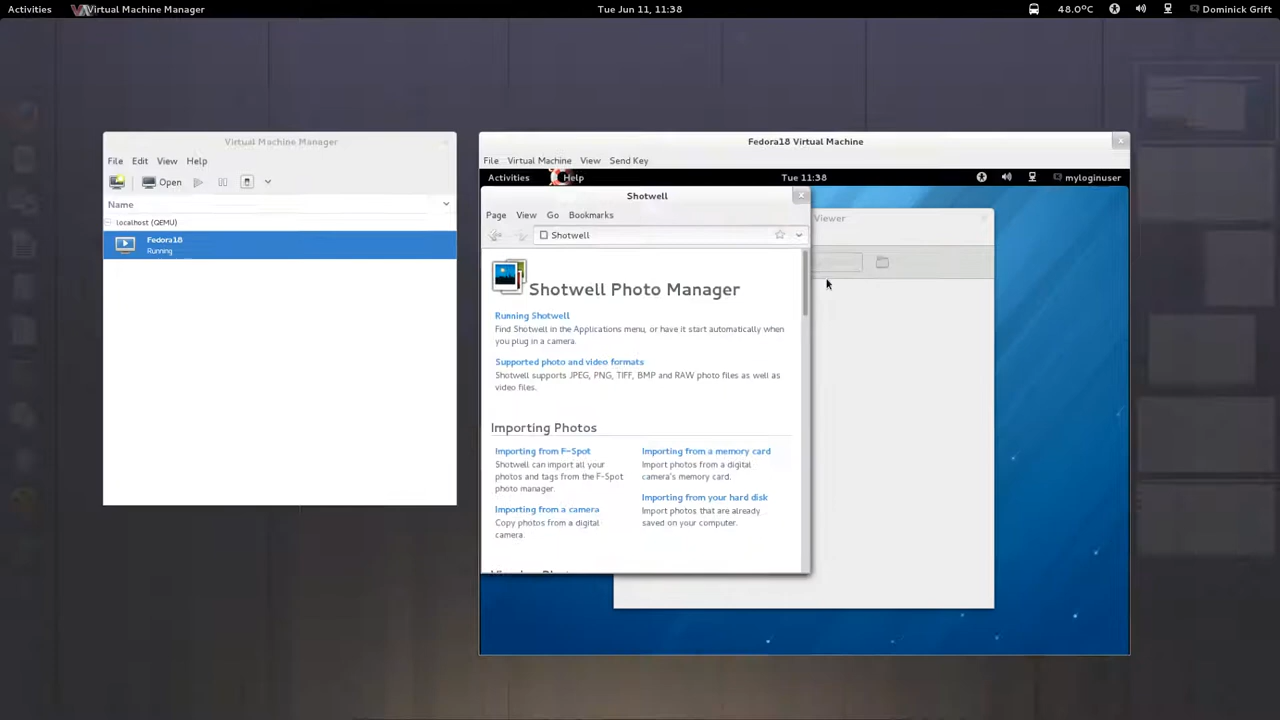 Activities Virtual Machine Manager Tue Jun 11, 11:38 48.0ºC Dominick Grift
Virtual Machine Manager
File Edit View Help
Open
Name
localhost (QEMU)
Fedora18
Running
Fedora18 Virtual Machine
File Virtual Machine View Send Key
Activities Help Tue 11:38 myloginuser
Shotwell
Viewer
Page View Go Bookmarks
Shotwell
Shotwell Photo Manager
Running Shotwell
Find Shotwell in the Applications menu, or have it start automatically when
you plug in a camera.
Supported photo and video formats
Shotwell supports JPEG, PNG, TIFF, BMP and RAW photo files as well as
video files.
Importing Photos
Importing from F-Spot
Shotwell can import all your
photos and tags from the F-Spot
photo manager.
Importing from a camera
Copy photos from a digital
camera.
Importing from a memory card
Import photos from a digital
camera's memory card.
Importing from your hard disk
Import photos that are already
saved on your computer.